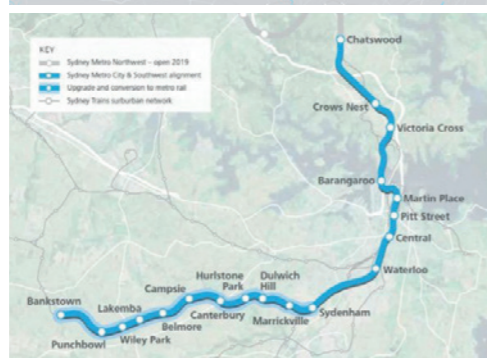 KEY
Sydney Metro Northwest – open 2019
Sydney Metro City & Southwest alignment
Upgrade and conversion to metro rail
Sydney Trains suburban network
Chatswood
Crows Nest
Victoria Cross
Barangaroo
Martin Place
Pitt Street
Central
Waterloo
Sydenham
Marrickville
Dulwich
Hill
Hurlstone
Park
Canterbury
Campsie
Belmore
Lakemba
Wiley Park
Punchbowl
Bankstown